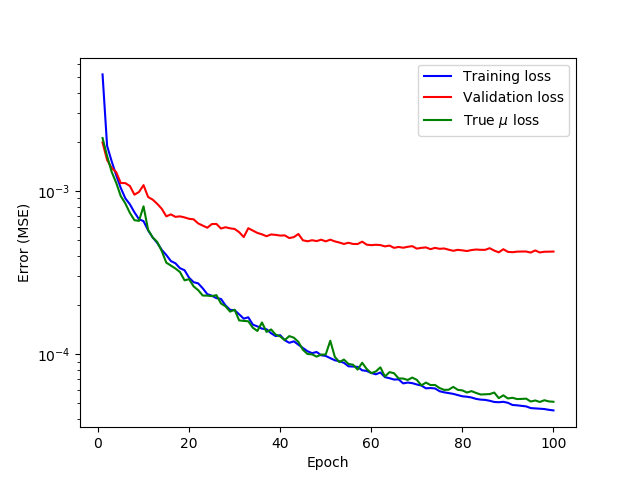 Training loss
Validation loss
True μ loss
Error (MSE)
10⁻³
10⁻⁴
0 20 40 60 80 100
Epoch